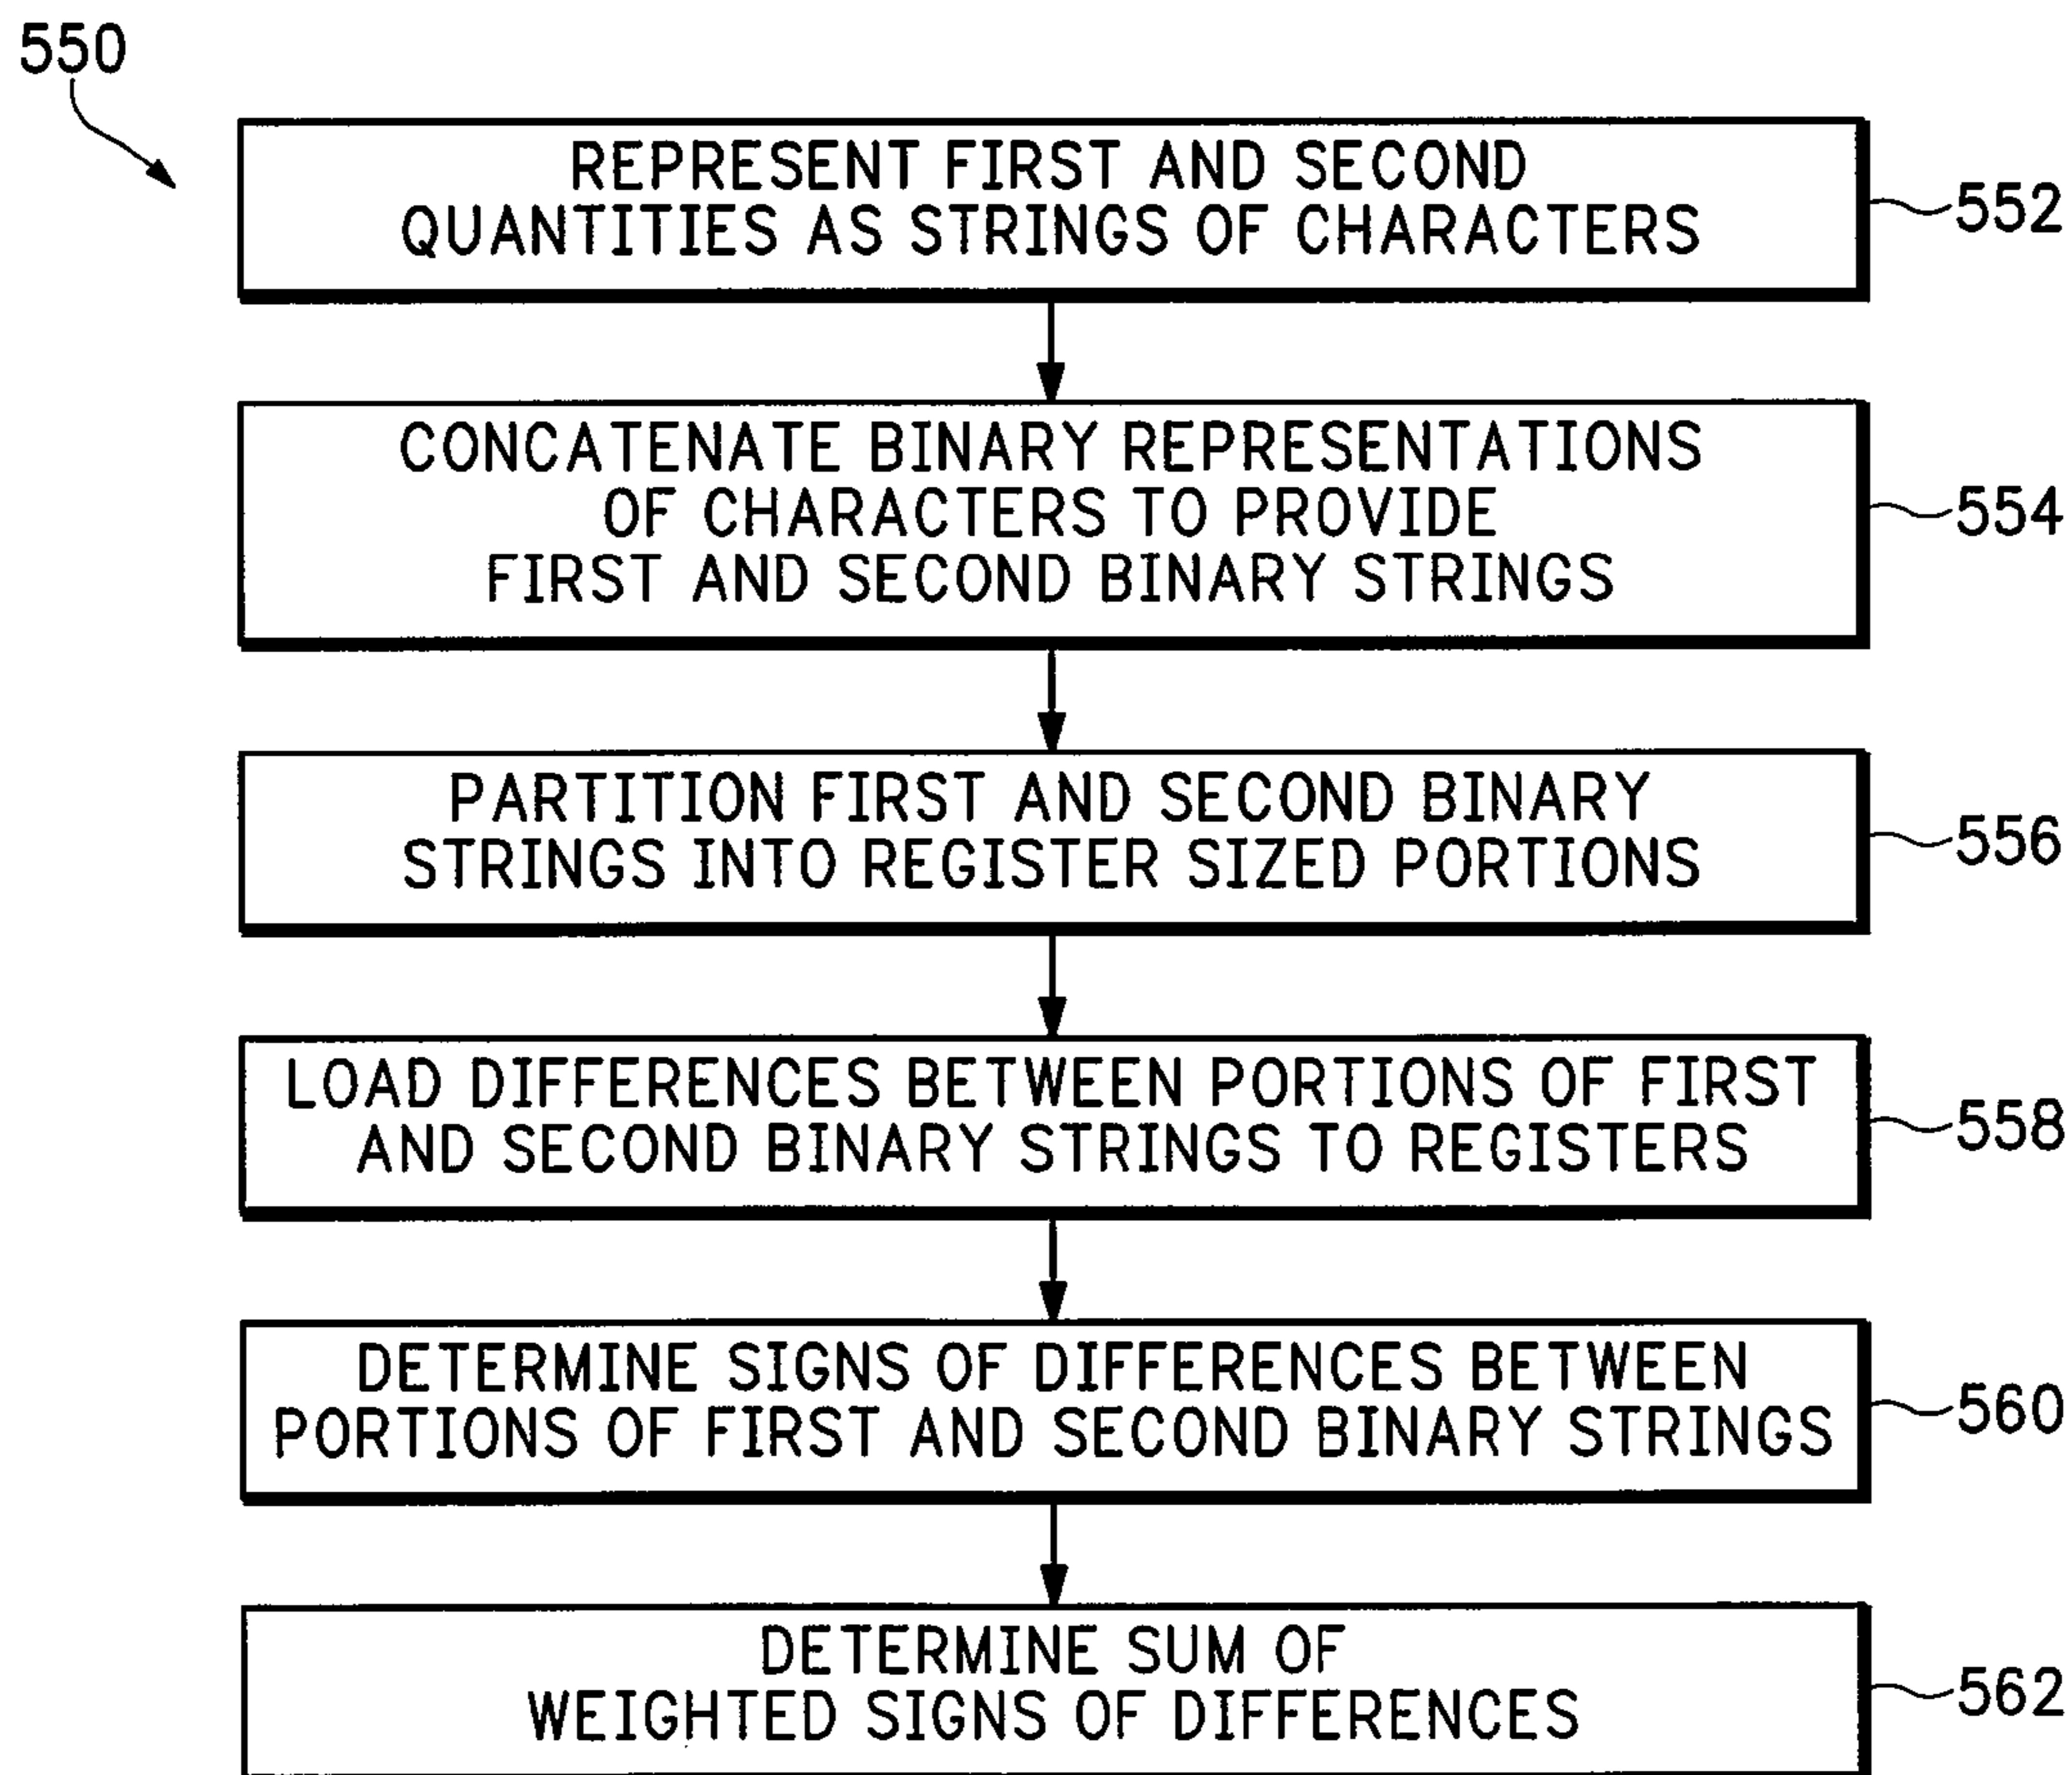 550
REPRESENT FIRST AND SECOND
QUANTITIES AS STRINGS OF CHARACTERS
552
CONCATENATE BINARY REPRESENTATIONS
OF CHARACTERS TO PROVIDE
FIRST AND SECOND BINARY STRINGS
554
PARTITION FIRST AND SECOND BINARY
STRINGS INTO REGISTER SIZED PORTIONS
556
LOAD DIFFERENCES BETWEEN PORTIONS OF FIRST
AND SECOND BINARY STRINGS TO REGISTERS
558
DETERMINE SIGNS OF DIFFERENCES BETWEEN
PORTIONS OF FIRST AND SECOND BINARY STRINGS
560
DETERMINE SUM OF
WEIGHTED SIGNS OF DIFFERENCES
562